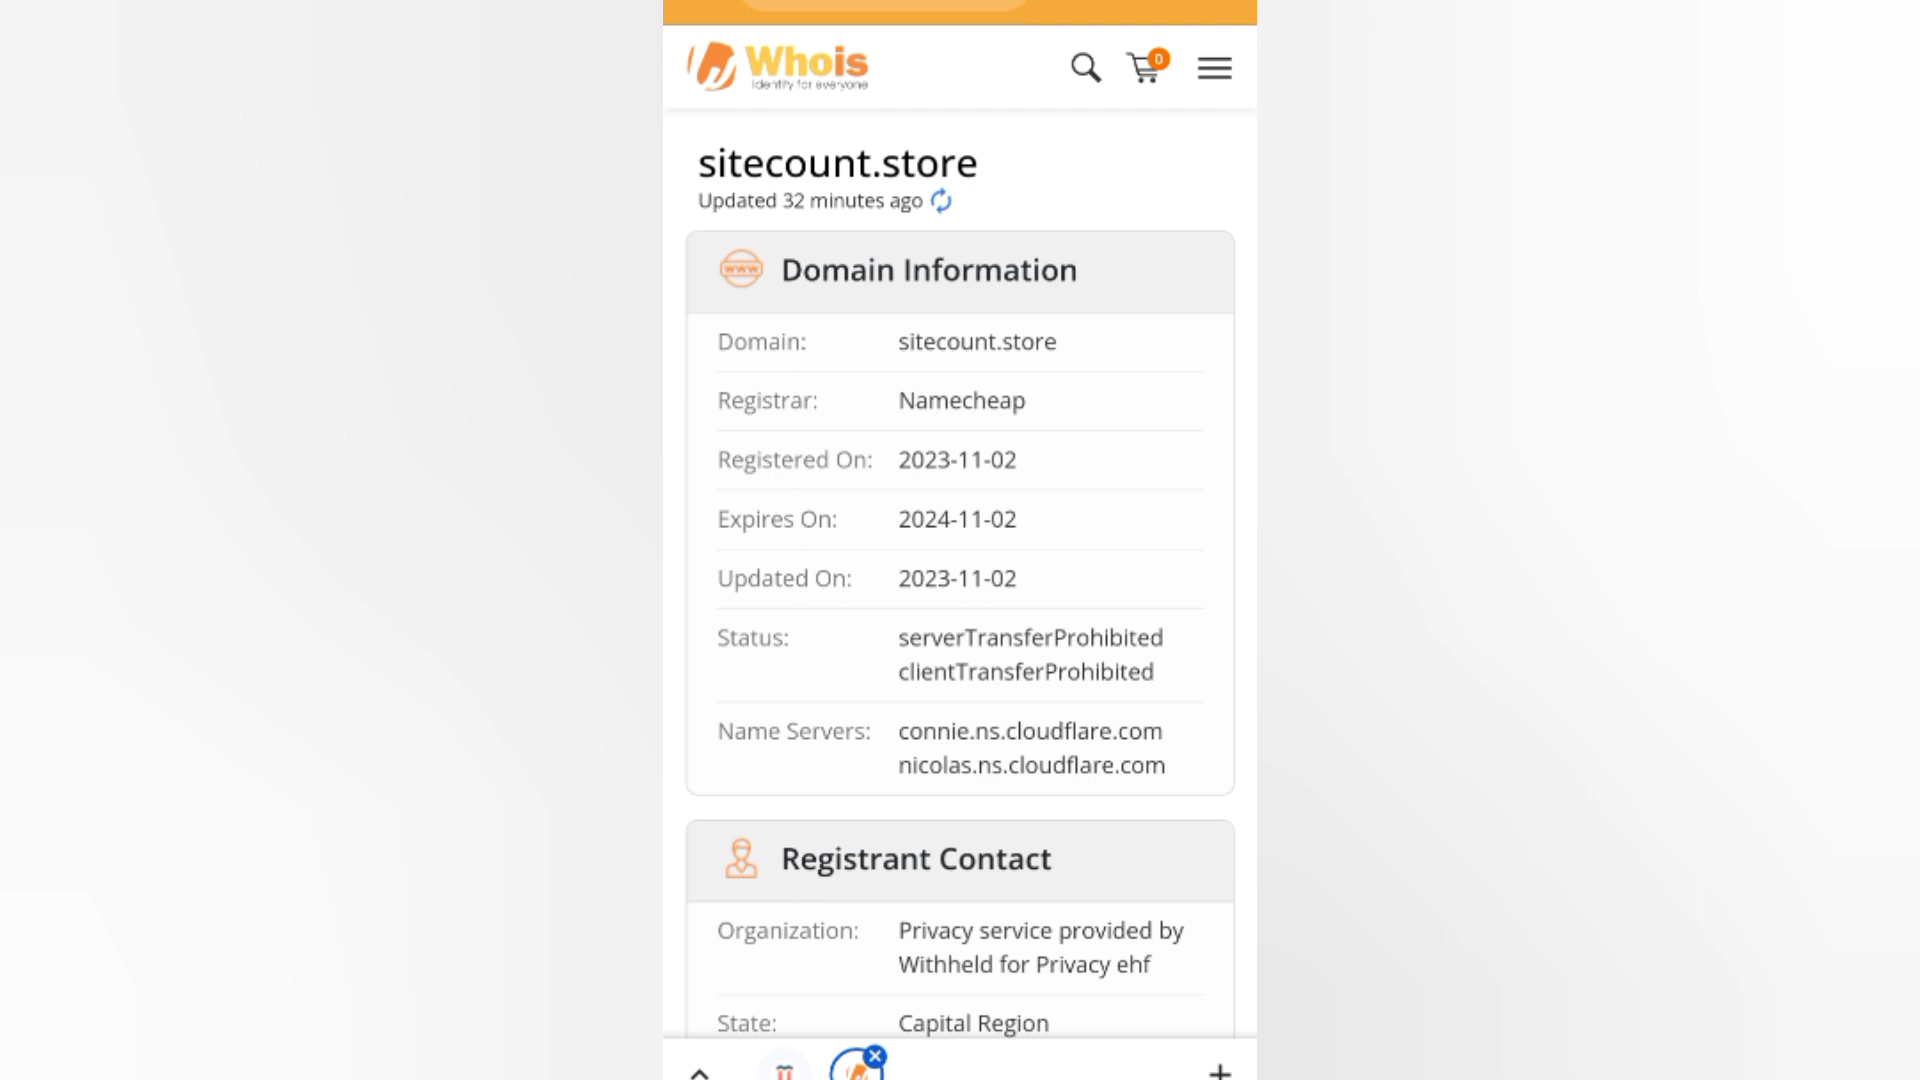 Whois
Identity for everyone
0
sitecount.store
Updated 32 minutes ago
www
Domain Information
Domain: sitecount.store
Registrar: Namecheap
Registered On: 2023-11-02
Expires On: 2024-11-02
Updated On: 2023-11-02
Status: serverTransferProhibited
clientTransferProhibited
Name Servers: connie.ns.cloudflare.com
nicolas.ns.cloudflare.com
Registrant Contact
Organization: Privacy service provided by
Withheld for Privacy ehf
State: Capital Region